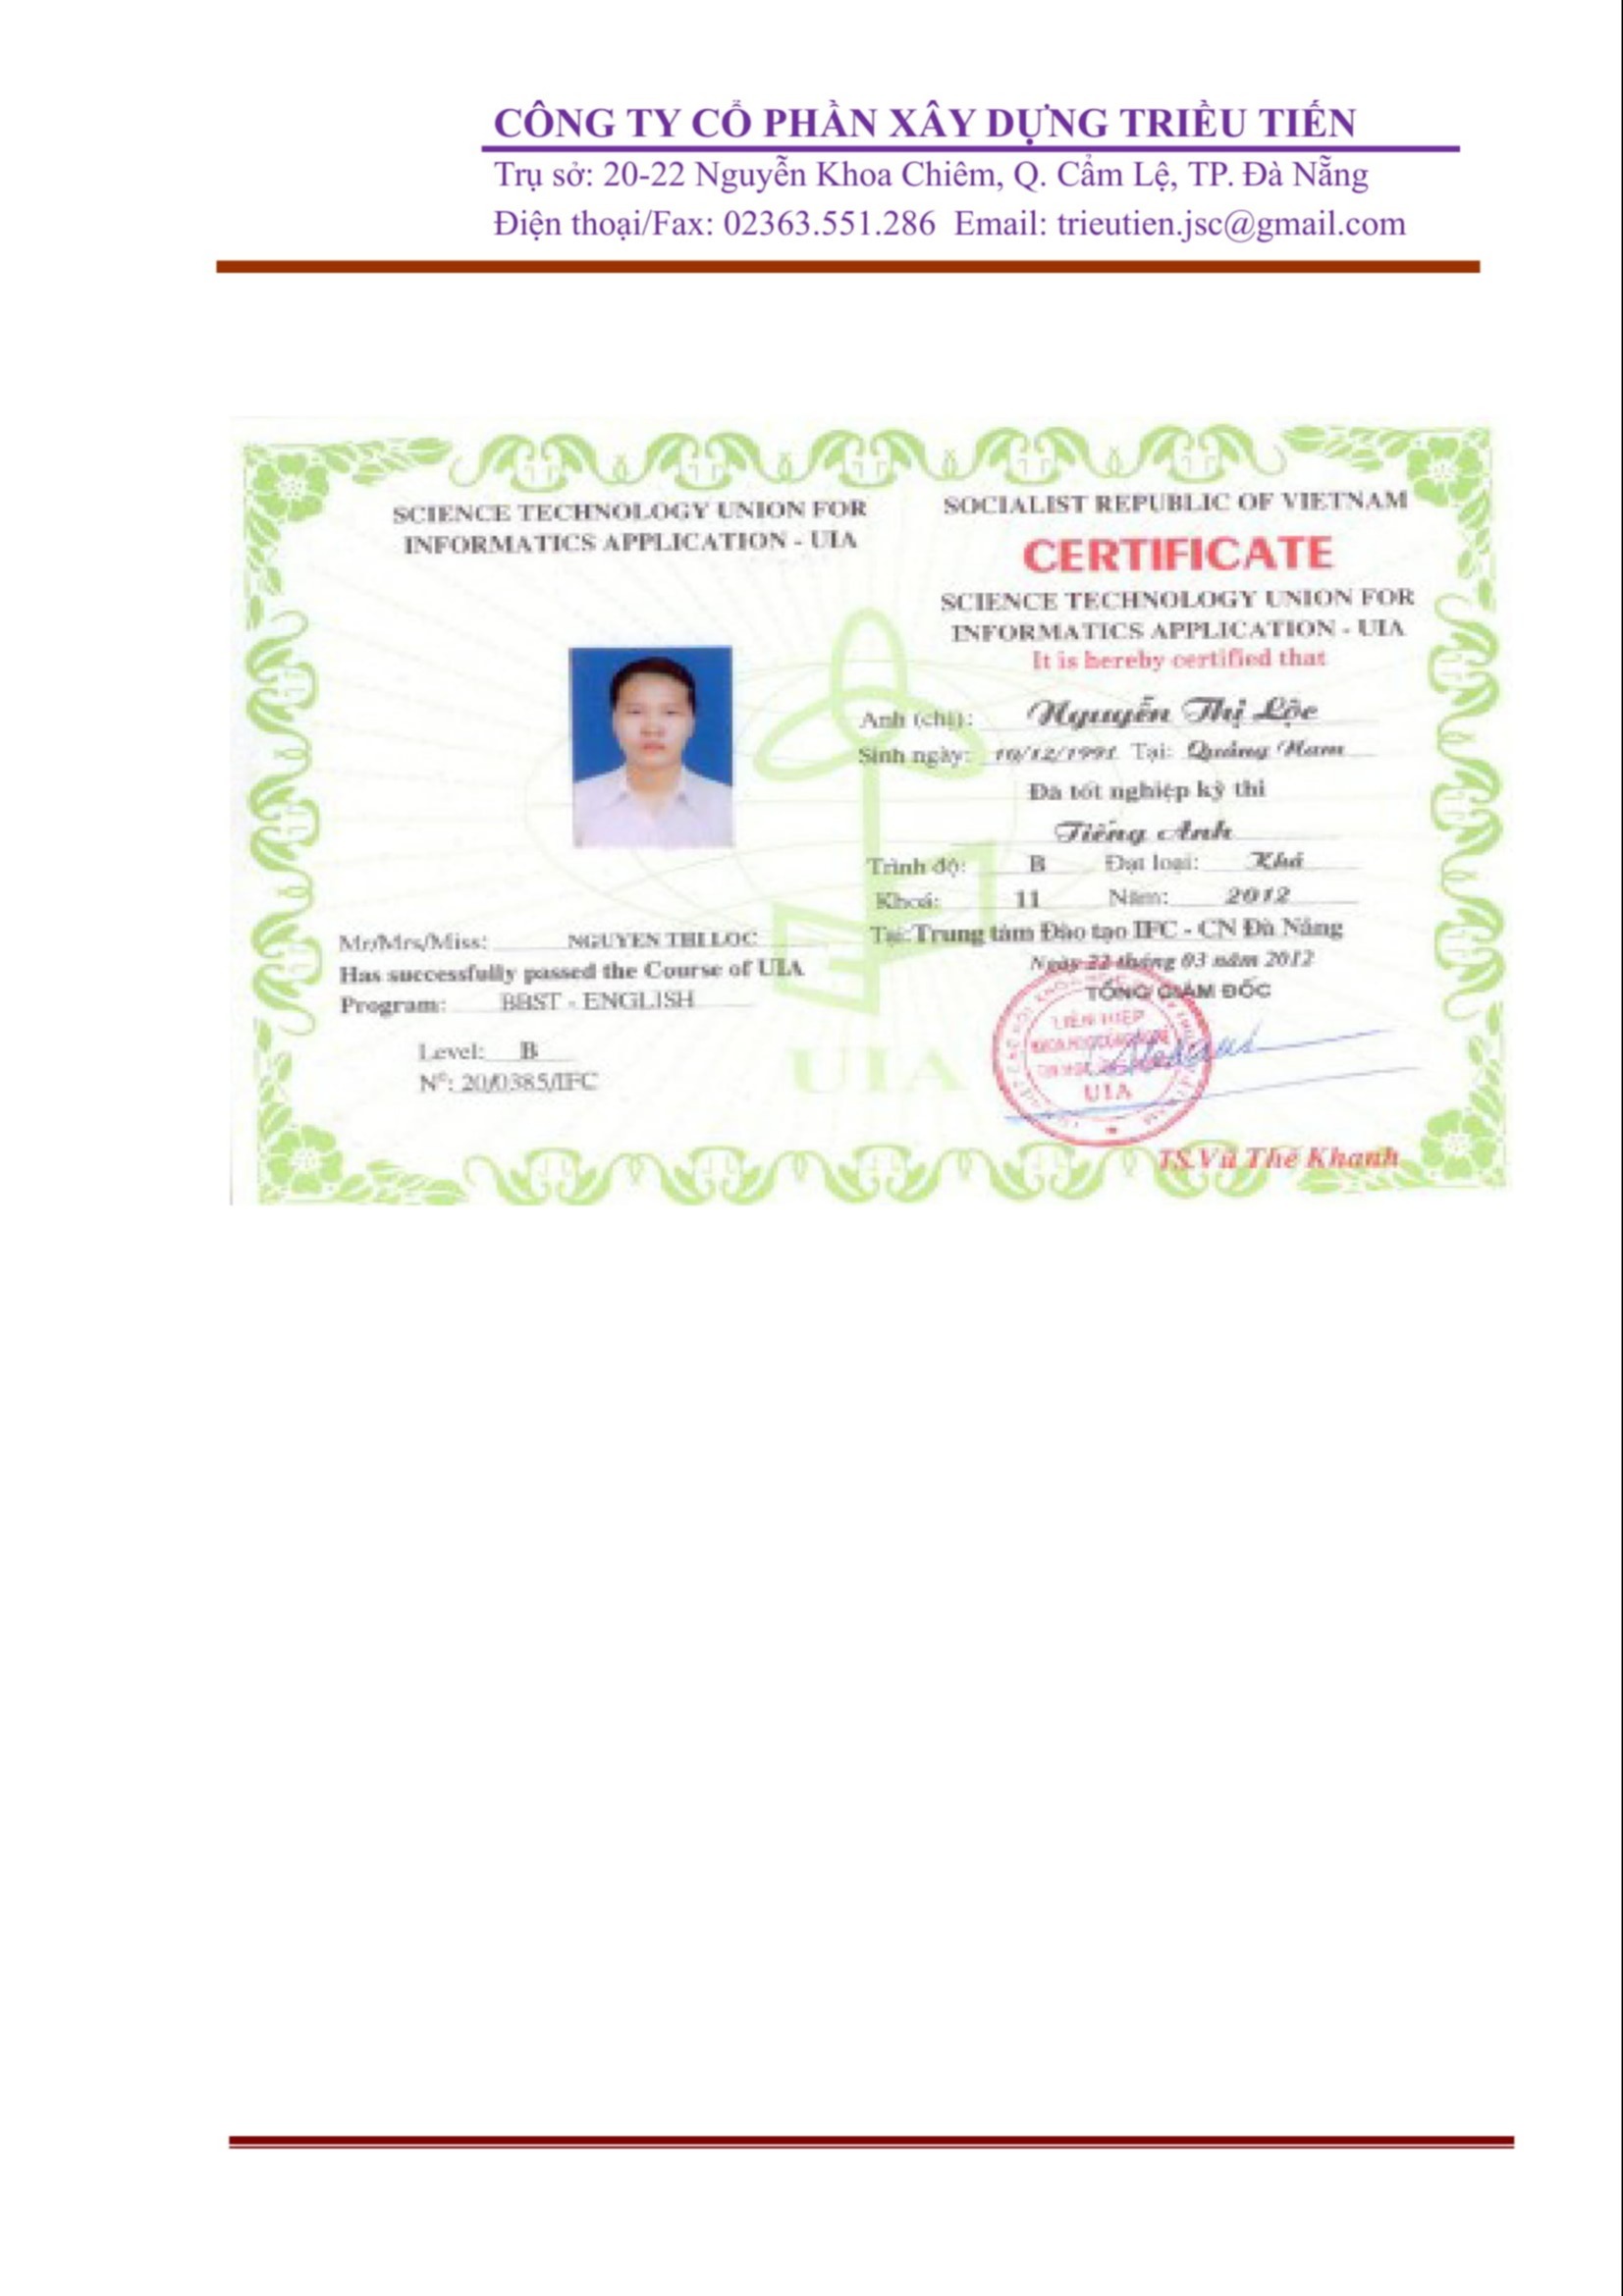 CÔNG TY CỔ PHẦN XÂY DỰNG TRIỀU TIẾN
Trụ sở: 20-22 Nguyễn Khoa Chiêm, Q. Cẩm Lệ, TP. Đà Nẵng
Điện thoại/Fax: 02363.551.286 Email: trieutien.jsc@gmail.com
SCIENCE TECHNOLOGY UNION FOR
INFORMATICS APPLICATION - UIA
Mr/Mrs/Miss: NGUYEN THI LOC
Has successfully passed the Course of UIA
Program: BBST - ENGLISH
Level: B
Nº: 20/0385/IFC
SOCIALIST REPUBLIC OF VIETNAM
CERTIFICATE
SCIENCE TECHNOLOGY UNION FOR
INFORMATICS APPLICATION - UIA
It is hereby certified that
Anh (chị): Nguyễn Thị Lộc
Sinh ngày: 10/12/1991 Tại: Quảng Nam
Đã tốt nghiệp kỳ thi
Tiếng Anh
Trình độ: B Đạt loại: Khá
Khoá: 11 Năm: 2012
Tại: Trung tâm Đào tạo IFC - CN Đà Nẵng
Ngày 22 tháng 03 năm 2012
TỔNG GIÁM ĐỐC
LIÊN HIỆP
UIA
TS.Vũ Thế Khanh
UIA